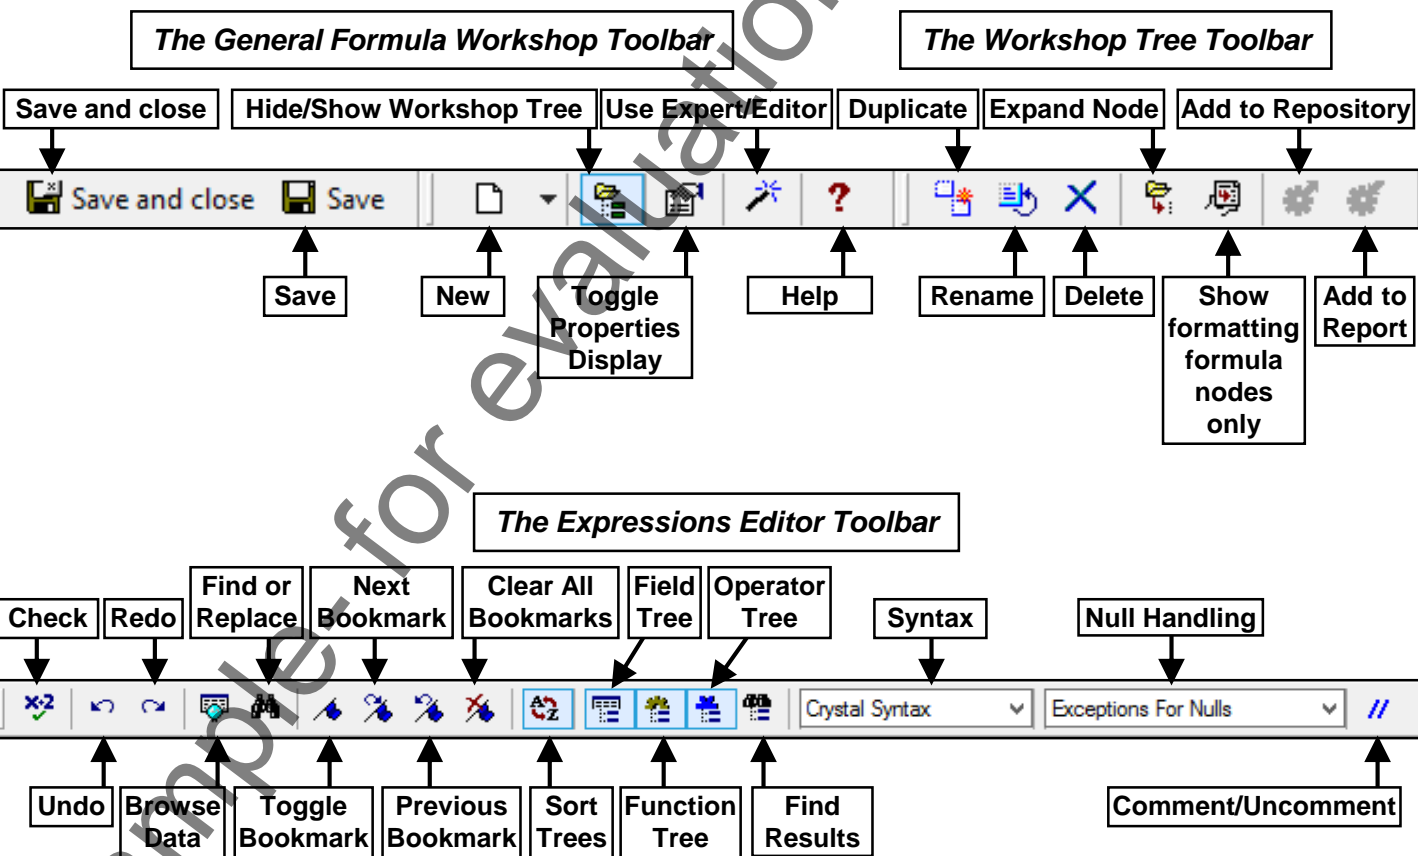 The General Formula Workshop Toolbar
The Workshop Tree Toolbar
Save and close
Hide/Show Workshop Tree
Use Expert/Editor
Duplicate
Expand Node
Add to Repository
Save and close
Save
?
Save
New
Toggle
Properties
Display
Help
Rename
Delete
Show
formatting
formula
nodes
only
Add to
Report
The Expressions Editor Toolbar
Check
Redo
Find or
Replace
Next
Bookmark
Clear All
Bookmarks
Field
Tree
Operator
Tree
Syntax
Null Handling
x·2
A
Z
Crystal Syntax
Exceptions For Nulls
//
Undo
Browse
Data
Toggle
Bookmark
Previous
Bookmark
Sort
Trees
Function
Tree
Find
Results
Comment/Uncomment
mple- for evaluation